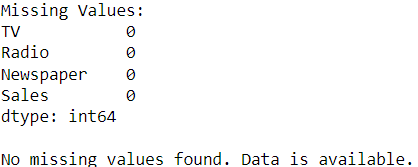 Missing Values:
TV           0
Radio        0
Newspaper    0
Sales        0
dtype: int64

No missing values found. Data is available.